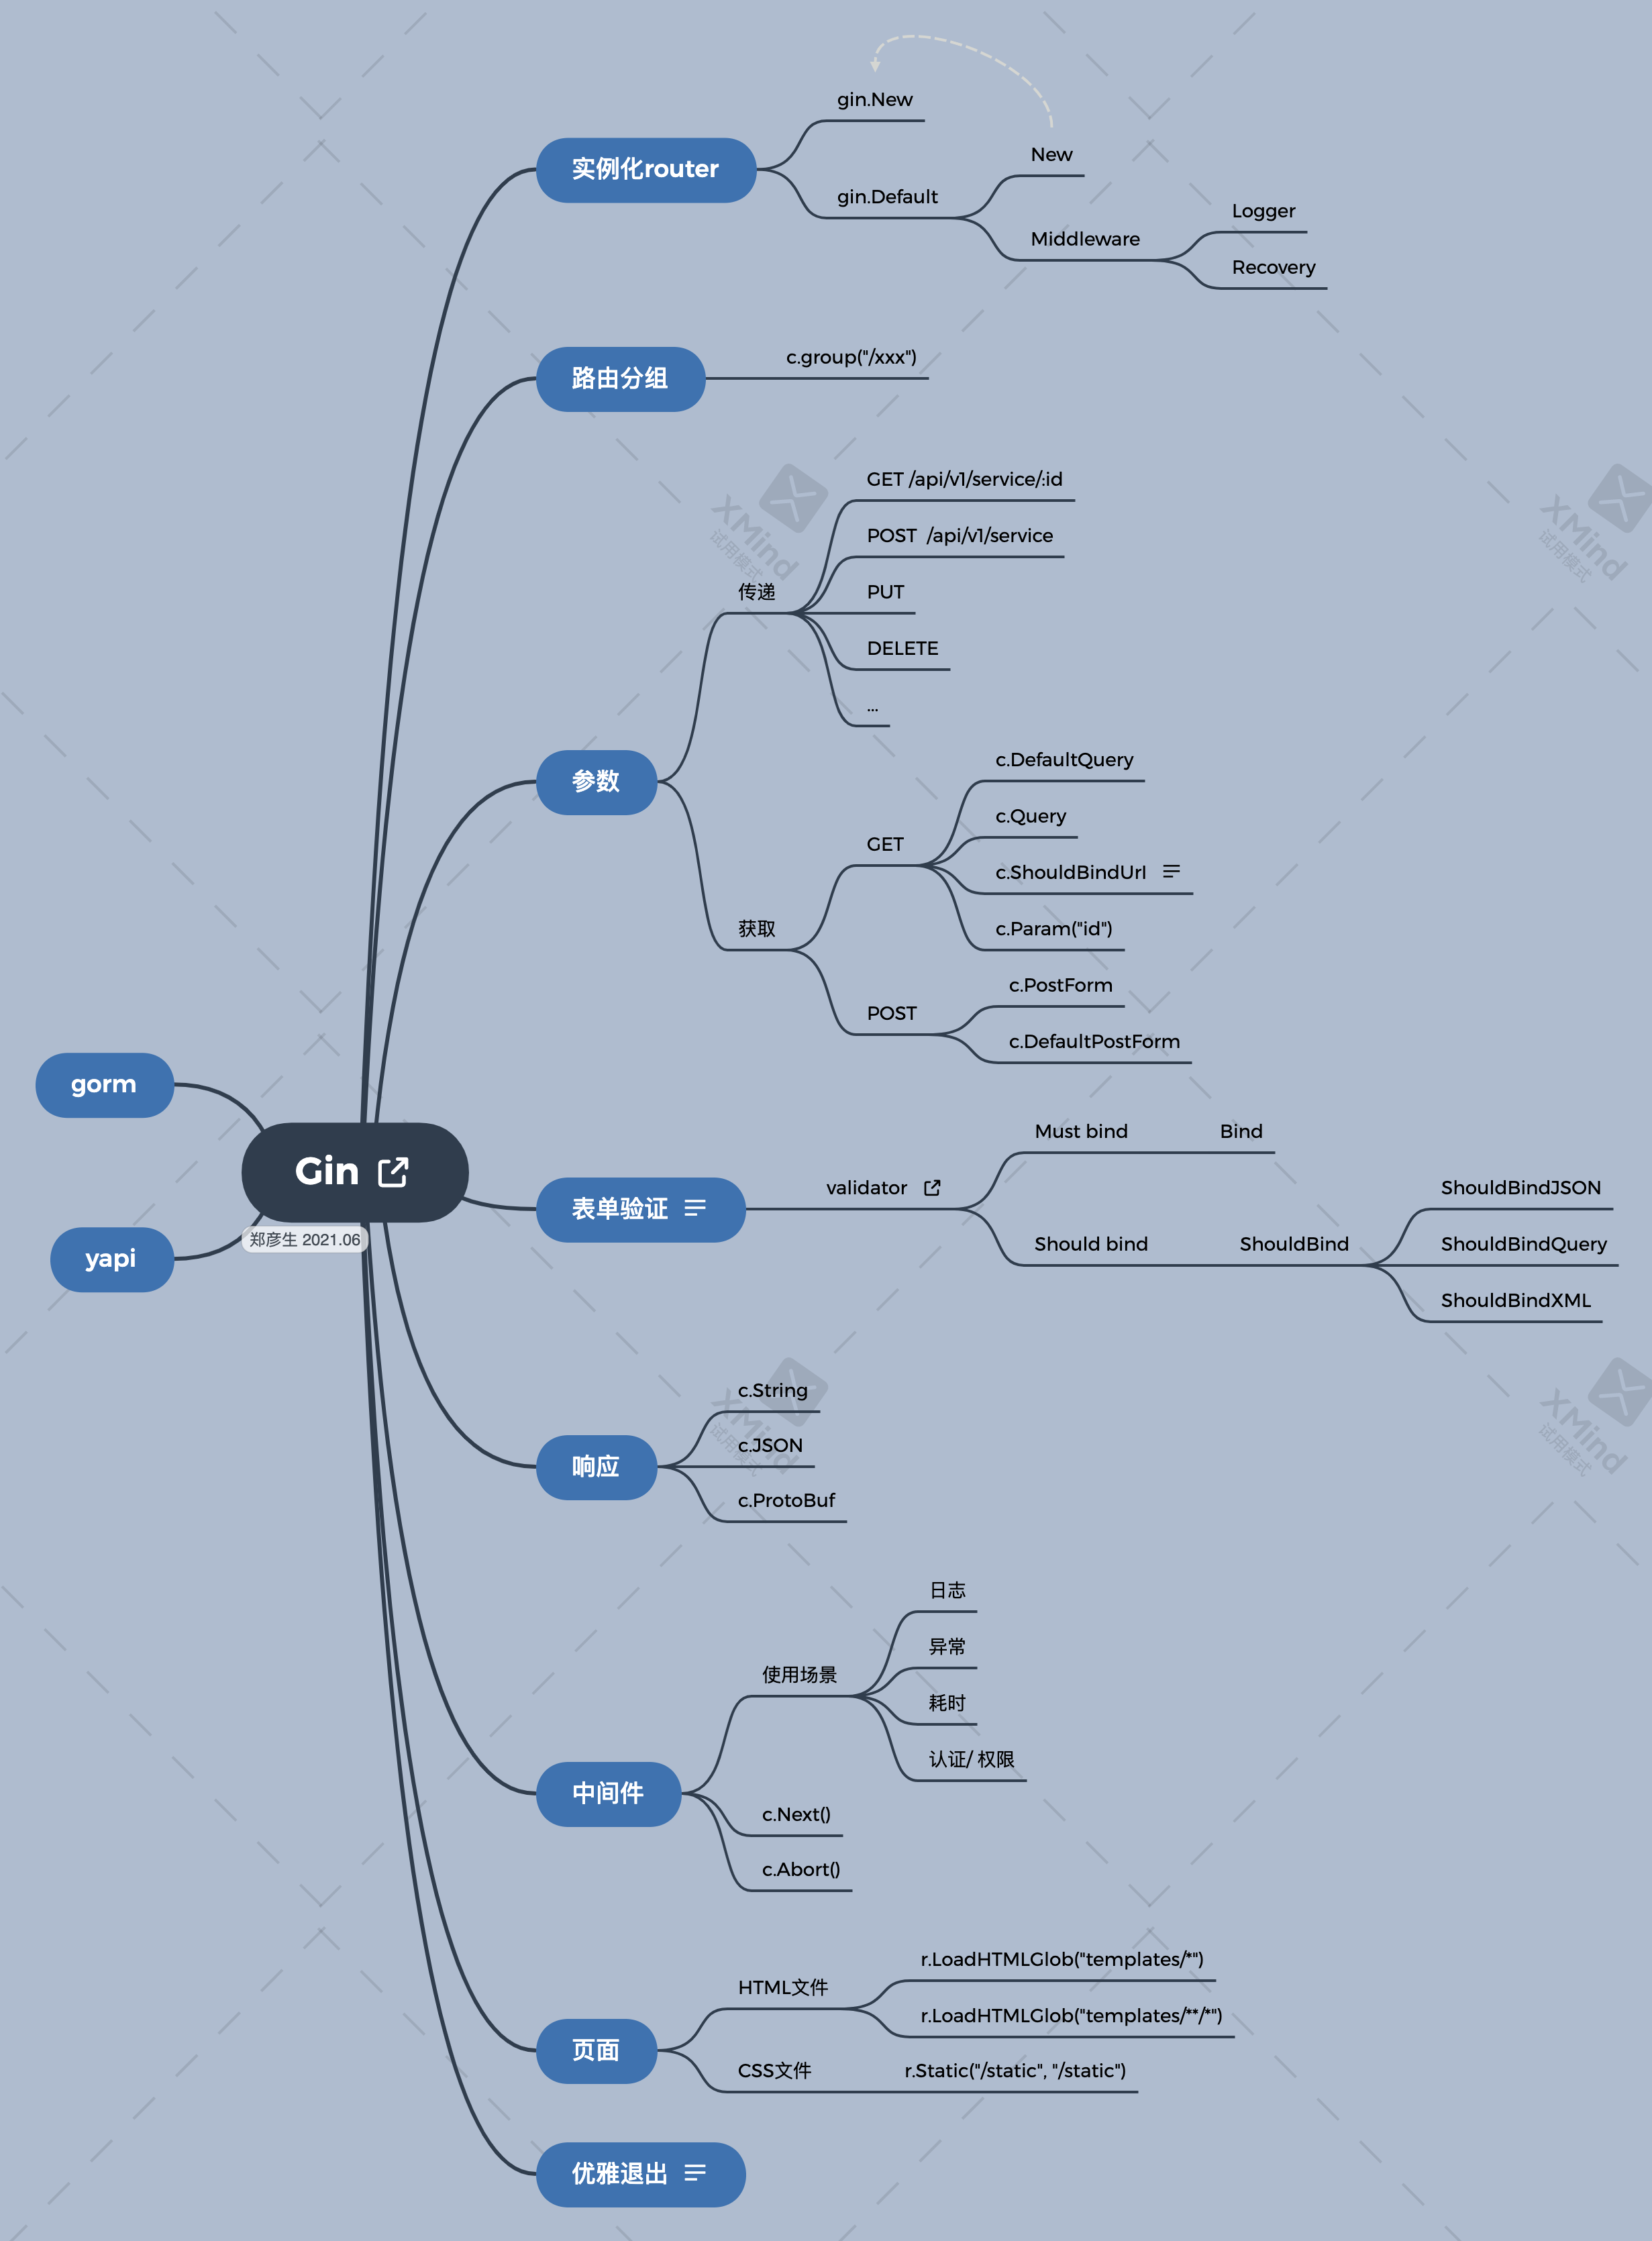 gin.New
实例化router
New
gin.Default
Logger
Middleware
Recovery
路由分组
c.group("/xxx")
GET /api/v1/service/:id
POST /api/v1/service
传递
PUT
DELETE
...
参数
c.DefaultQuery
c.Query
GET
c.ShouldBindUrl
获取
c.Param("id")
c.PostForm
POST
c.DefaultPostForm
gorm
Gin
yapi
郑彦生 2021.06
Must bind
Bind
表单验证
validator
ShouldBindJSON
Should bind
ShouldBind
ShouldBindQuery
ShouldBindXML
c.String
响应
c.JSON
c.ProtoBuf
日志
异常
使用场景
耗时
认证/ 权限
中间件
c.Next()
c.Abort()
r.LoadHTMLGlob("templates/*")
HTML文件
r.LoadHTMLGlob("templates/**/*")
页面
CSS文件
r.Static("/static", "/static")
优雅退出
XMind
试用模式
XMind
试用模式
XMind
试用模式
XMind
试用模式